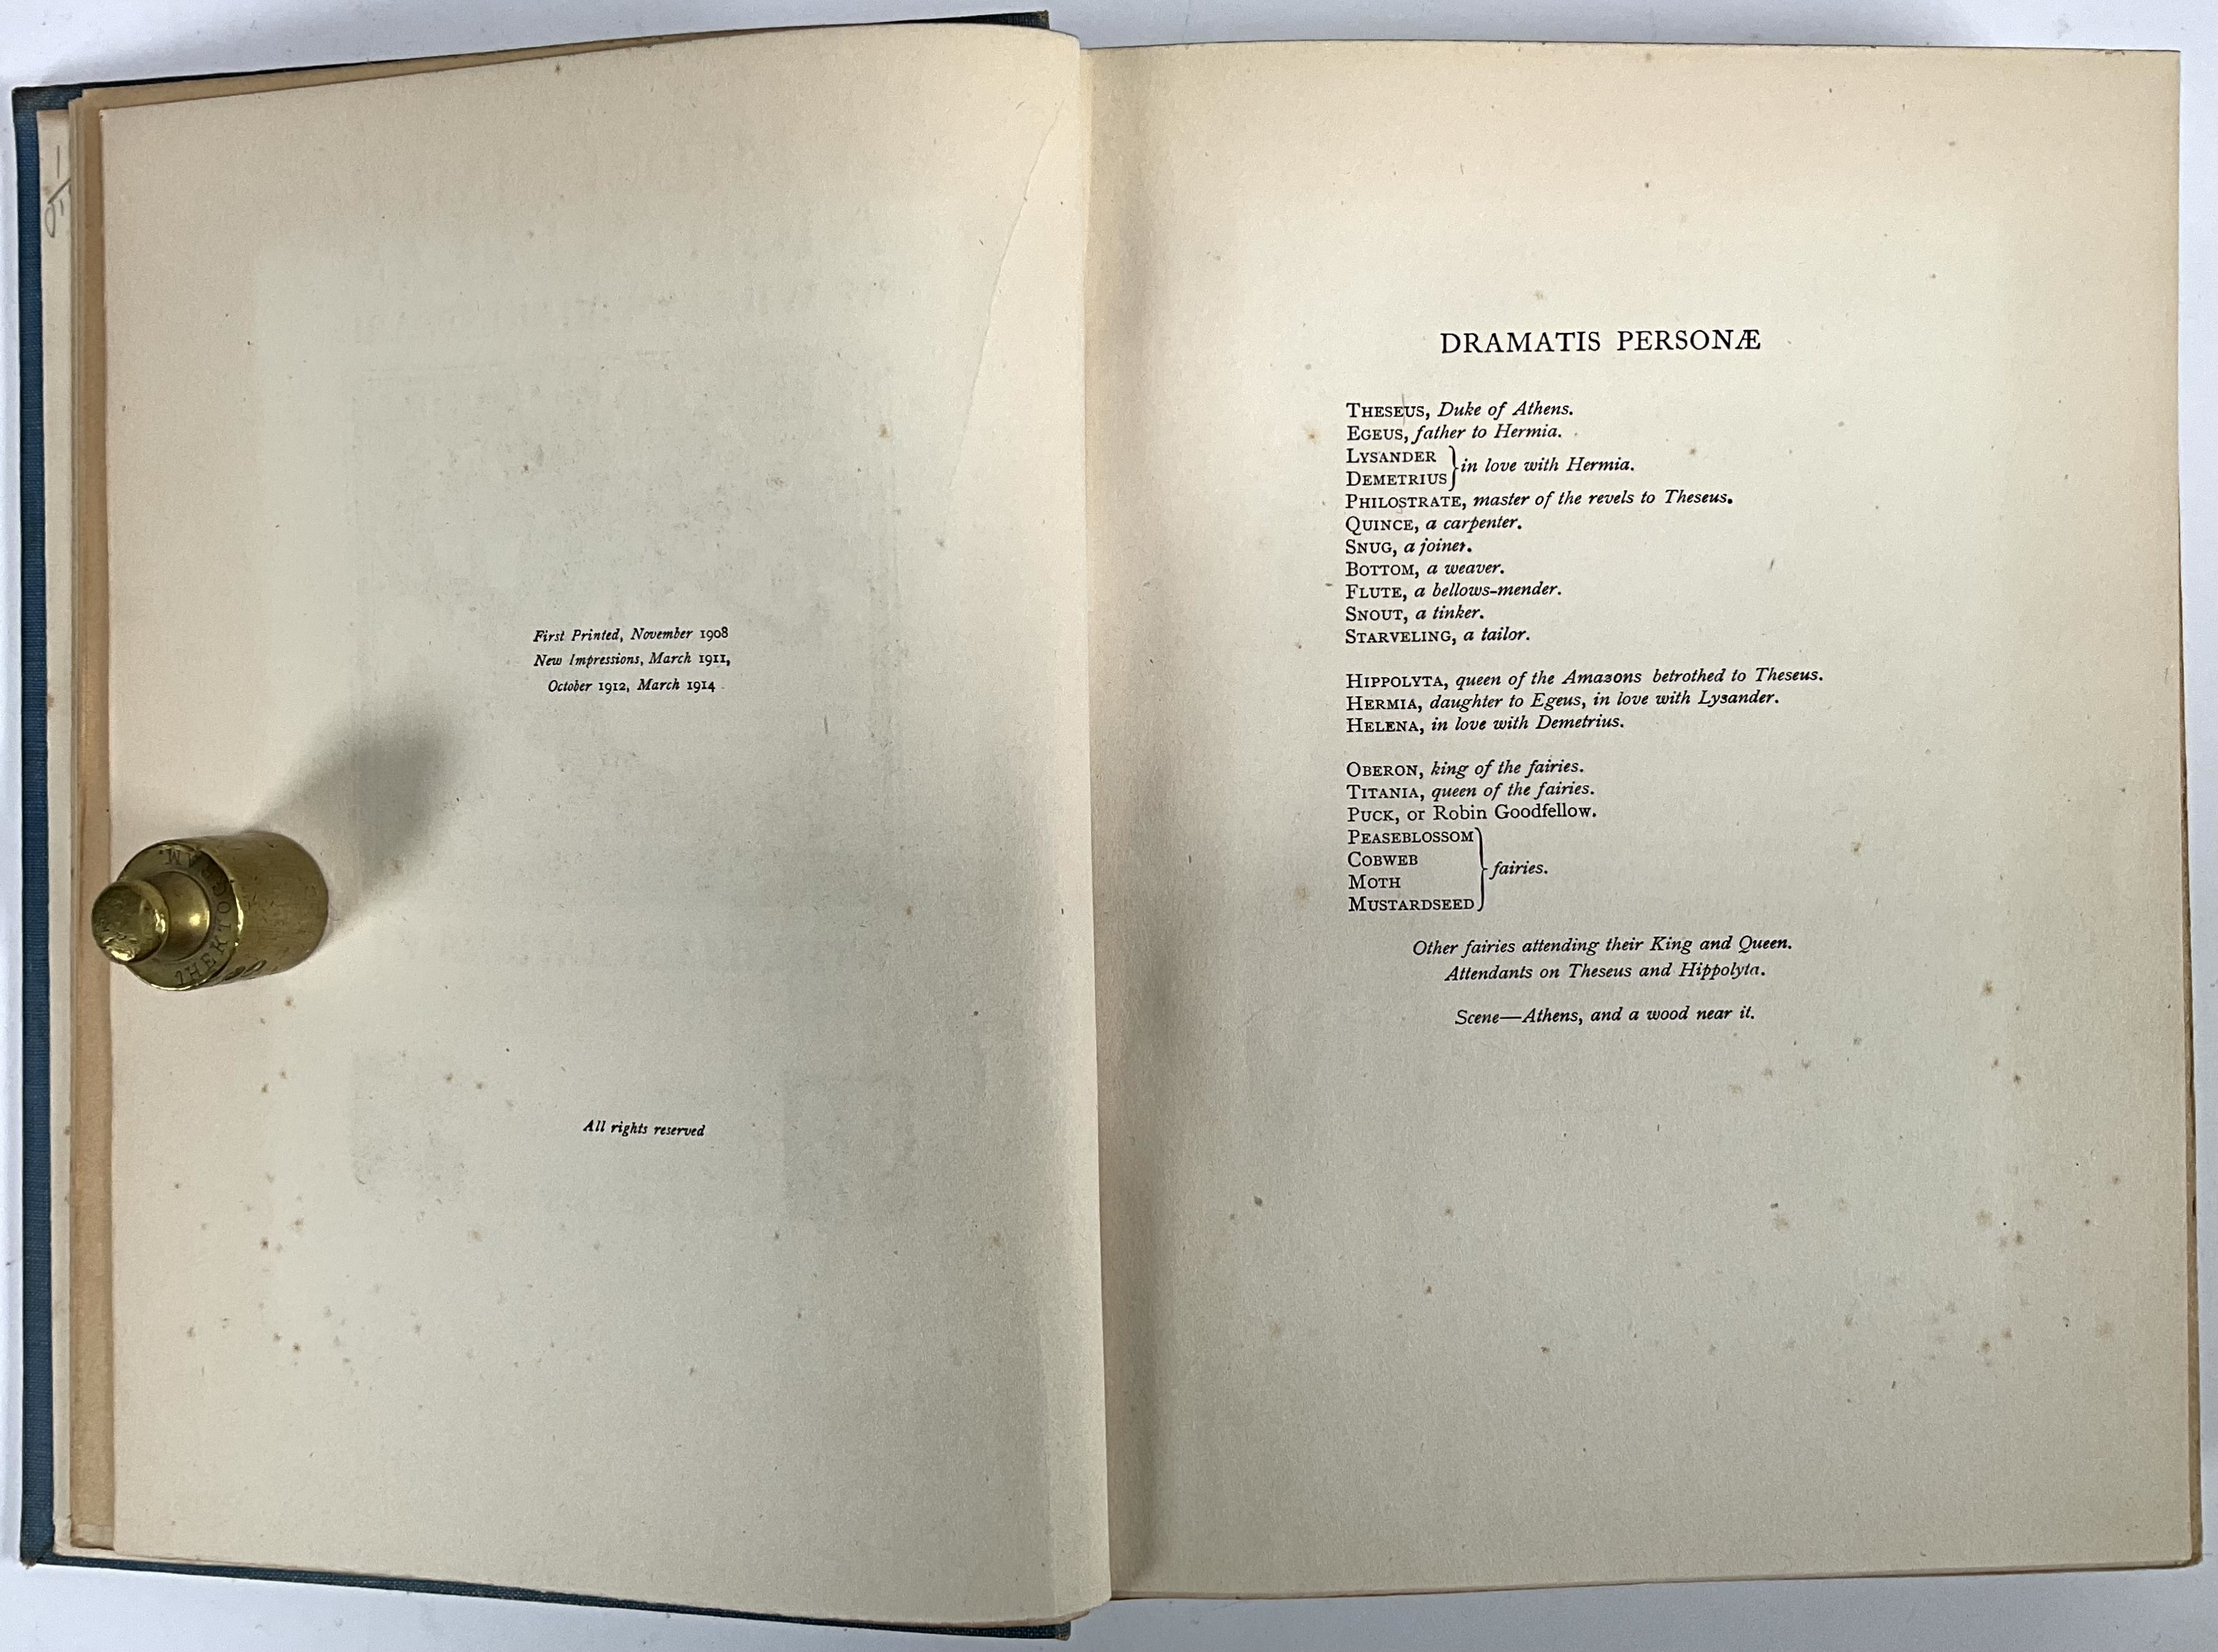 First Printed, November 1908
New Impressions, March 1911,
October 1912, March 1914
All rights reserved
DRAMATIS PERSONÆ
THESEUS, Duke of Athens.
EGEUS, father to Hermia.
LYSANDER
DEMETRIUS
in love with Hermia.
PHILOSTRATE, master of the revels to Theseus.
QUINCE, a carpenter.
SNUG, a joiner.
BOTTOM, a weaver.
FLUTE, a bellows-mender.
SNOUT, a tinker.
STARVELING, a tailor.
HIPPOLYTA, queen of the Amazons betrothed to Theseus.
HERMIA, daughter to Egeus, in love with Lysander.
HELENA, in love with Demetrius.
OBERON, king of the fairies.
TITANIA, queen of the fairies.
PUCK, or Robin Goodfellow.
PEASEBLOSSOM
COBWEB
MOTH
MUSTARDSEED
fairies.
Other fairies attending their King and Queen.
Attendants on Theseus and Hippolyta.
Scene—Athens, and a wood near it.